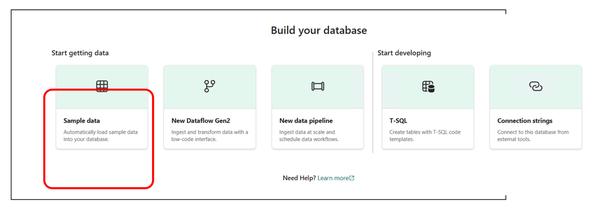 Build your database
Start getting data
Start developing
Sample data
Automatically load sample data
into your database.
New Dataflow Gen2
Ingest and transform data with a
low-code interface.
New data pipeline
Ingest data at scale and
schedule data workflows.
T-SQL
Create tables with T-SQL code
templates.
Connection strings
Connect to this database from
external tools.
Need Help? Learn more